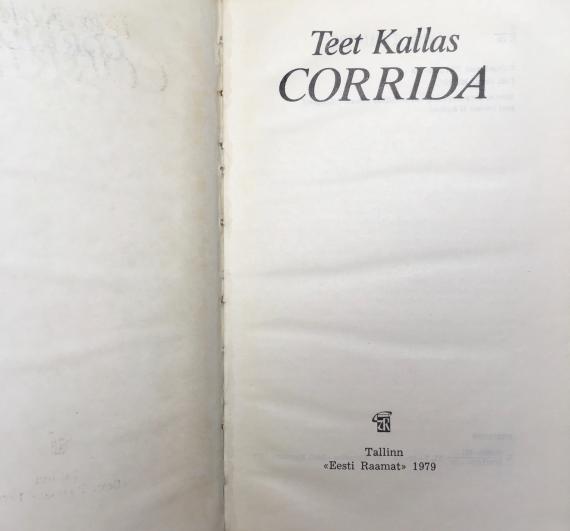 Teet Kallas
CORRIDA
Tallinn
«Eesti Raamat» 1979